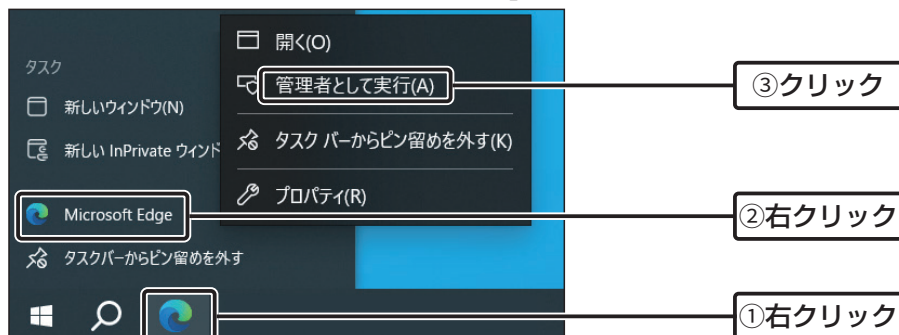 開く(O)
管理者として実行(A)
タスク バーからピン留めを外す(K)
プロパティ(R)
タスク
新しいウィンドウ(N)
新しい InPrivate ウィンド
Microsoft Edge
タスクバーからピン留めを外す
③クリック
②右クリック
①右クリック